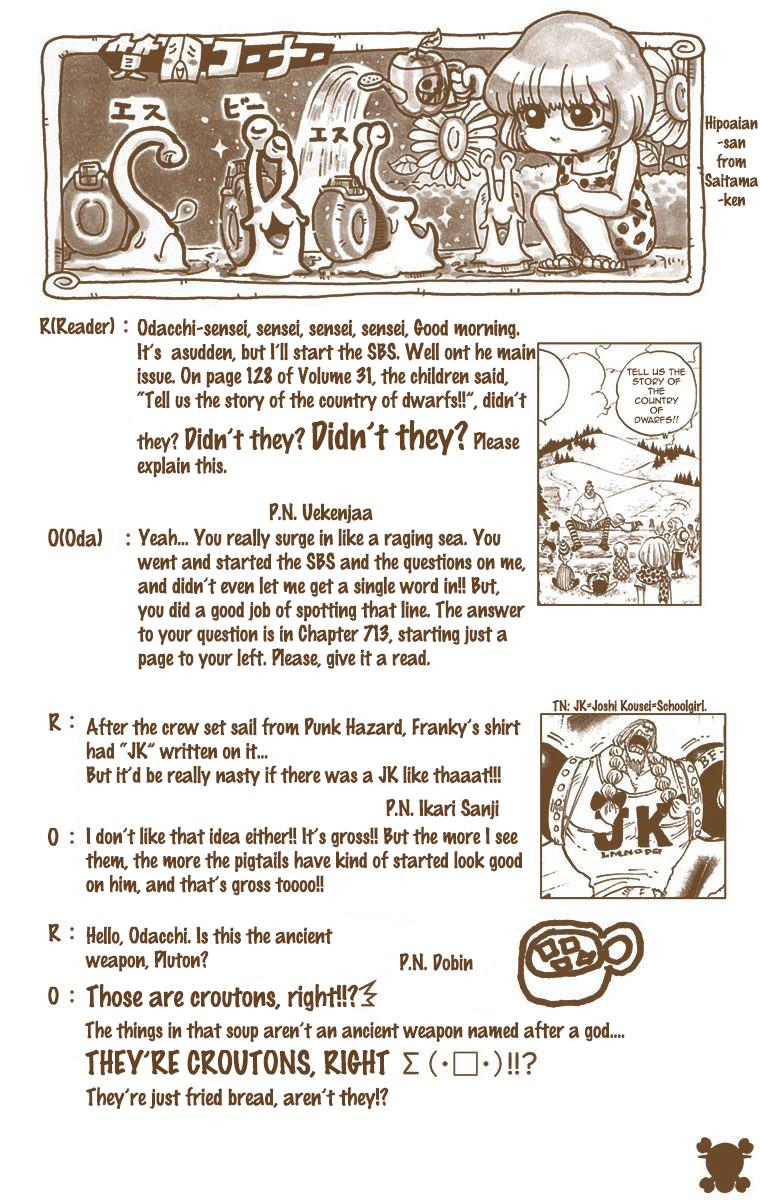 質問コーナー
エス
ビー
エス
Hipoaian
-san
from
Saitama
-ken
R(Reader) : Odacchi-sensei, sensei, sensei, sensei, Good morning.
It's asudden, but I'll start the SBS. Well ont he main
issue. On page 128 of Volume 31, the children said,
"Tell us the story of the country of dwarfs!!", didn't
they? Didn't they? Didn't they? Please
explain this.
P.N. Uekenjaa
TELL US THE
STORY OF
THE
COUNTRY
OF
DWARFS!!
O(Oda) : Yeah... You really surge in like a raging sea. You
went and started the SBS and the questions on me,
and didn't even let me get a single word in!! But,
you did a good job of spotting that line. The answer
to your question is in Chapter 713, starting just a
page to your left. Please, give it a read.
TN: JK=Joshi Kousei=Schoolgirl.
R : After the crew set sail from Punk Hazard, Franky's shirt
had "JK" written on it...
But it'd be really nasty if there was a JK like thaaat!!!
P.N. Ikari Sanji
JK
LMNOPQ
BF-
O : I don't like that idea either!! It's gross!! But the more I see
them, the more the pigtails have kind of started look good
on him, and that's gross toooo!!
R : Hello, Odacchi. Is this the ancient
weapon, Pluton?
P.N. Dobin
O : Those are croutons, right!!?
The things in that soup aren't an ancient weapon named after a god....
THEY'RE CROUTONS, RIGHT Σ (・□・)!!?
They're just fried bread, aren't they!?